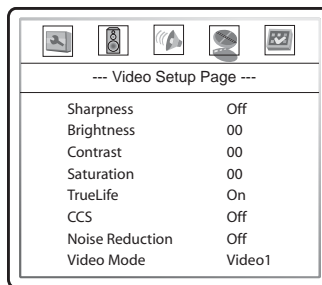 --- Video Setup Page ---
Sharpness Off
Brightness 00
Contrast 00
Saturation 00
TrueLife On
CCS Off
Noise Reduction Off
Video Mode Video1